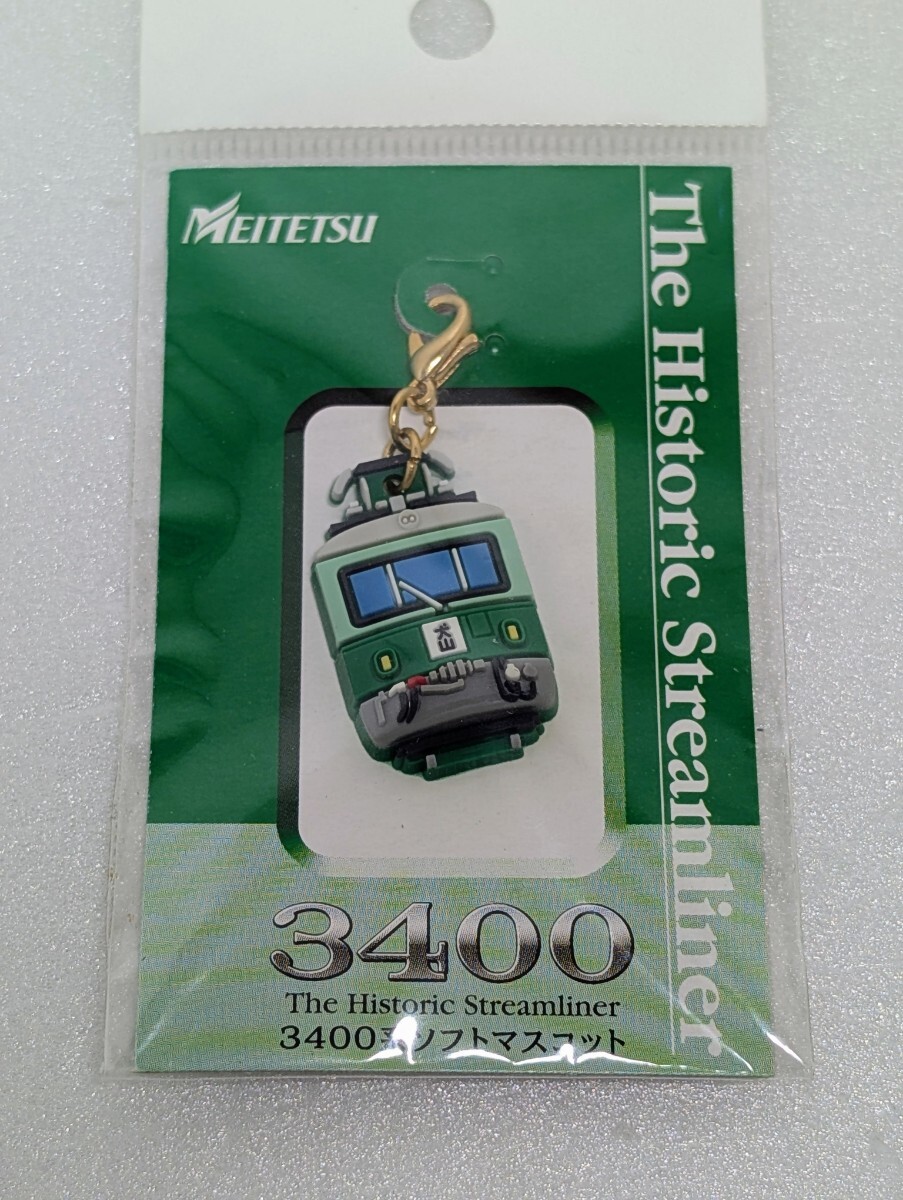 MEITETSU
The Historic Streamliner
犬山
3400
The Historic Streamliner
3400系ソフトマスコット